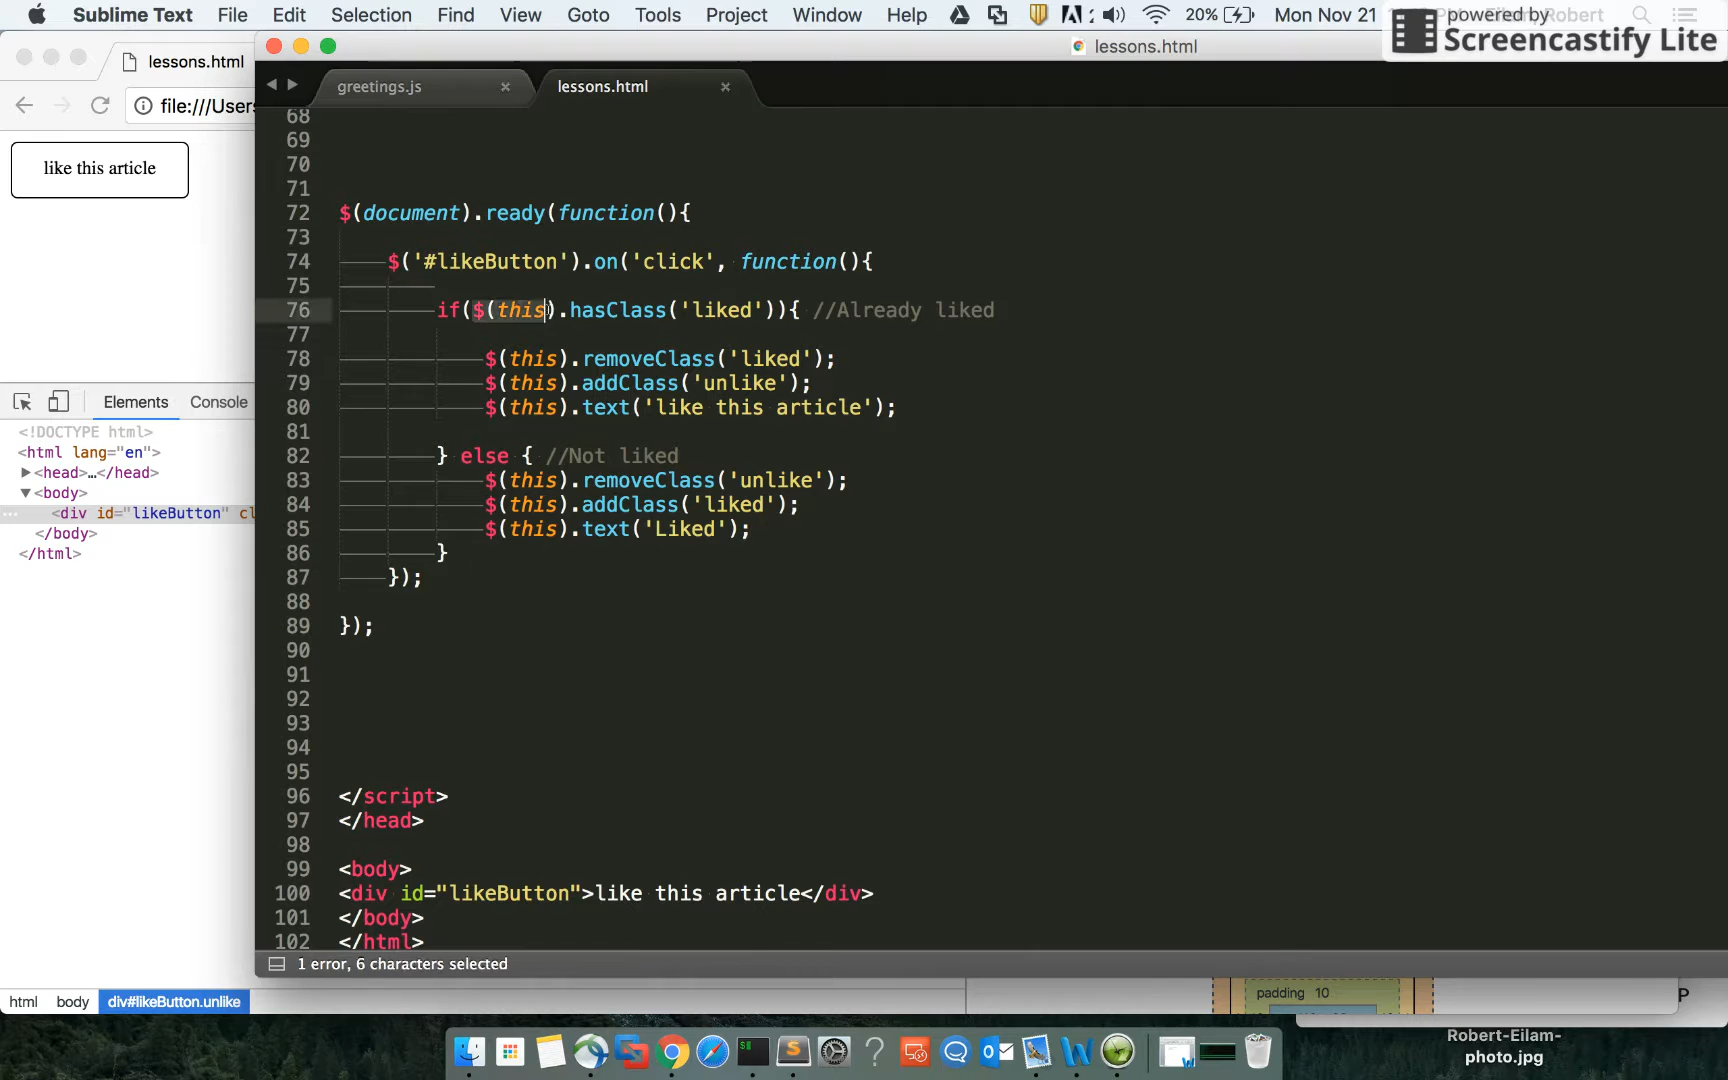 Sublime Text File Edit Selection Find View Goto Tools Project Window Help 20% Mon Nov 21
powered by
Screencastify Lite
lessons.html
lessons.html
greetings.js × lessons.html ×
file:///Users
like this article
Elements Console
<!DOCTYPE html>
<html lang="en">
<head>…</head>
<body>
<div id="likeButton" cl
</body>
</html>
html body div#likeButton.unlike
68
69
70
71
72 $(document).ready(function(){
73
74 $('#likeButton').on('click', function(){
75
76 if($(this).hasClass('liked')){ //Already liked
77
78 $(this).removeClass('liked');
79 $(this).addClass('unlike');
80 $(this).text('like this article');
81
82 } else { //Not liked
83 $(this).removeClass('unlike');
84 $(this).addClass('liked');
85 $(this).text('Liked');
86 }
87 });
88
89 });
90
91
92
93
94
95
96 </script>
97 </head>
98
99 <body>
100 <div id="likeButton">like this article</div>
101 </body>
102 </html>
1 error, 6 characters selected
padding 10
Robert-Eilam-
photo.jpg